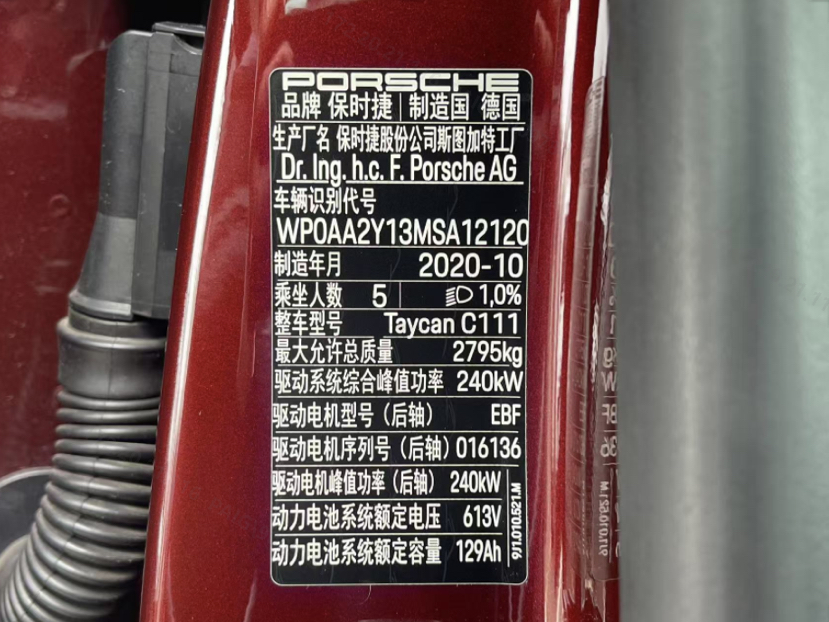 PORSCHE
品牌 保时捷 制造国 德国
生产厂名 保时捷股份公司斯图加特工厂
Dr. Ing. h.c. F. Porsche AG
车辆识别代号
WP0AA2Y13MSA12120
制造年月 2020-10
乘坐人数 5 1,0%
整车型号 Taycan C111
最大允许总质量 2795kg
驱动系统综合峰值功率 240kW
驱动电机型号（后轴） EBF
驱动电机序列号（后轴）016136
驱动电机峰值功率（后轴） 240kW
动力电池系统额定电压 613V
动力电池系统额定容量 129Ah
9J1.010.521.M